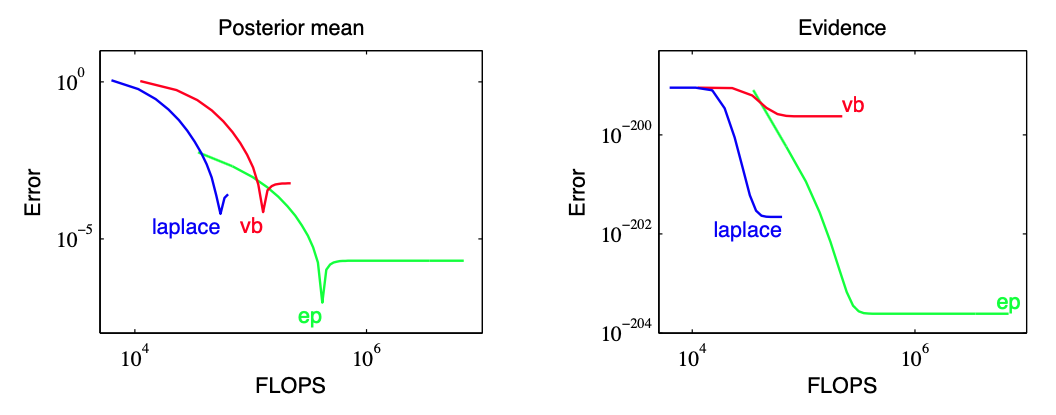 Posterior mean
10^0
10^-5
Error
laplace
vb
ep
10^4
10^6
FLOPS
Evidence
10^-200
10^-202
10^-204
Error
vb
laplace
ep
10^4
10^6
FLOPS